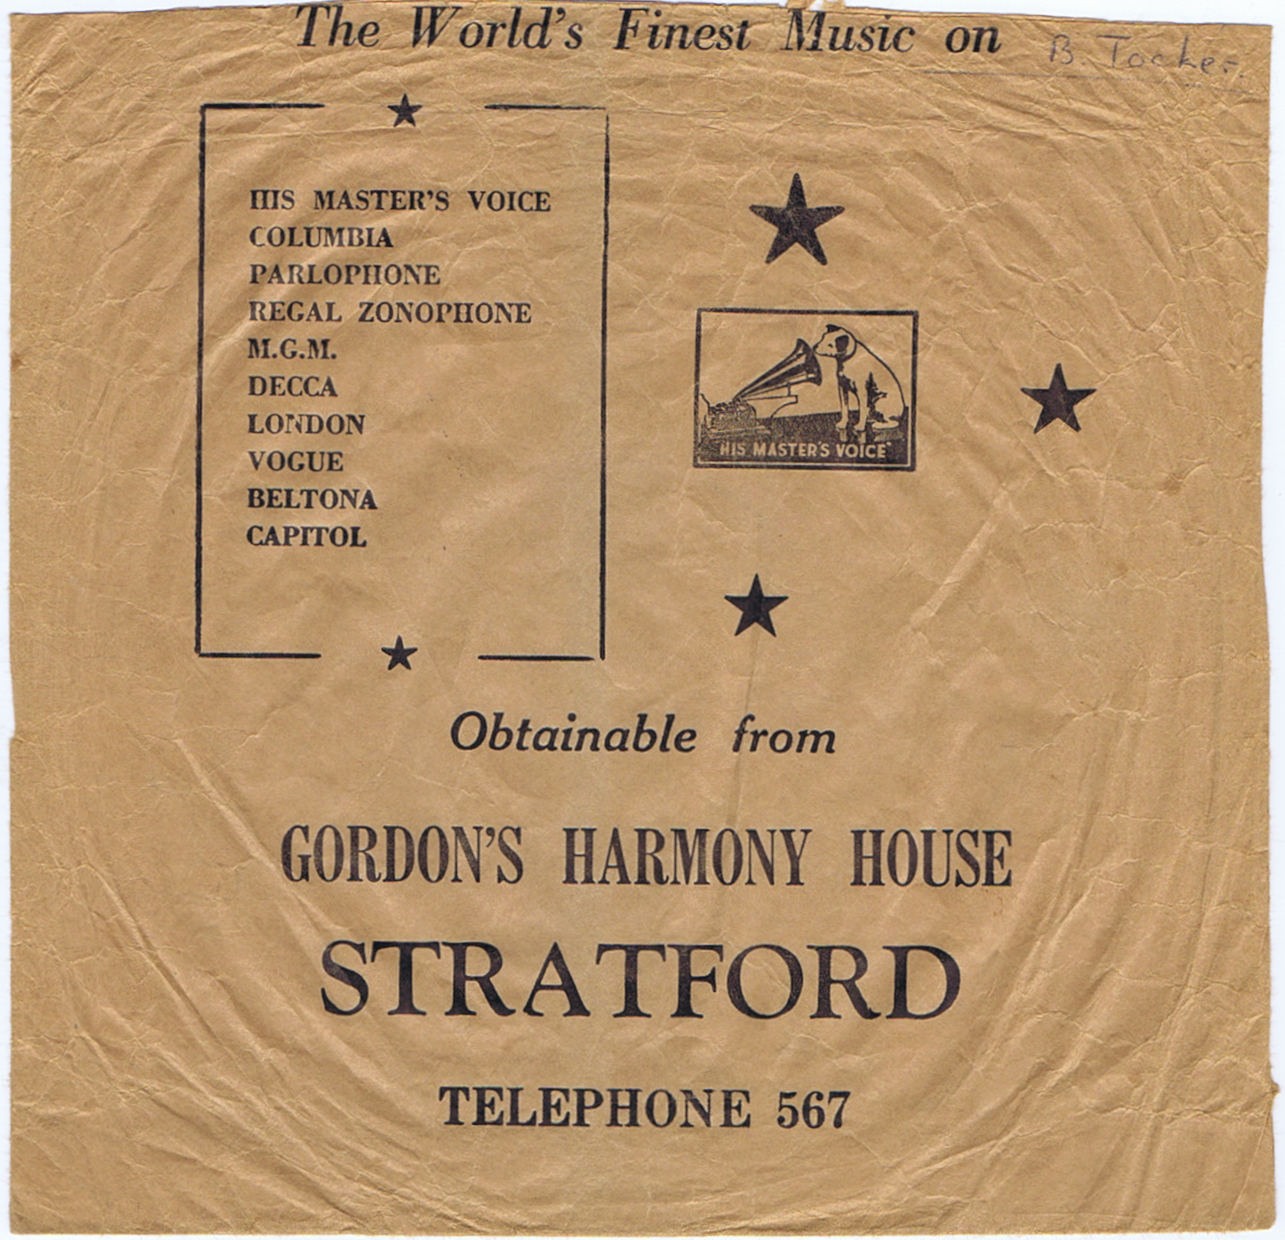 The World's Finest Music on
B. Tocker.
HIS MASTER'S VOICE
COLUMBIA
PARLOPHONE
REGAL ZONOPHONE
M.G.M.
DECCA
LONDON
VOGUE
BELTONA
CAPITOL
HIS MASTER'S VOICE
Obtainable from
GORDON'S HARMONY HOUSE
STRATFORD
TELEPHONE 567